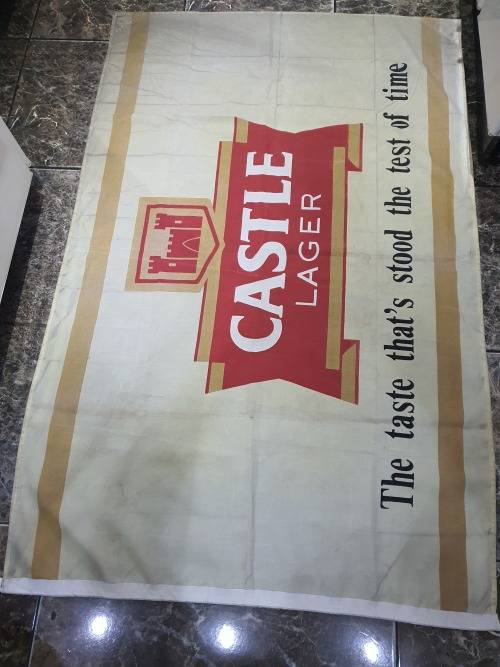 CASTLE
LAGER
The taste that's stood the test of time